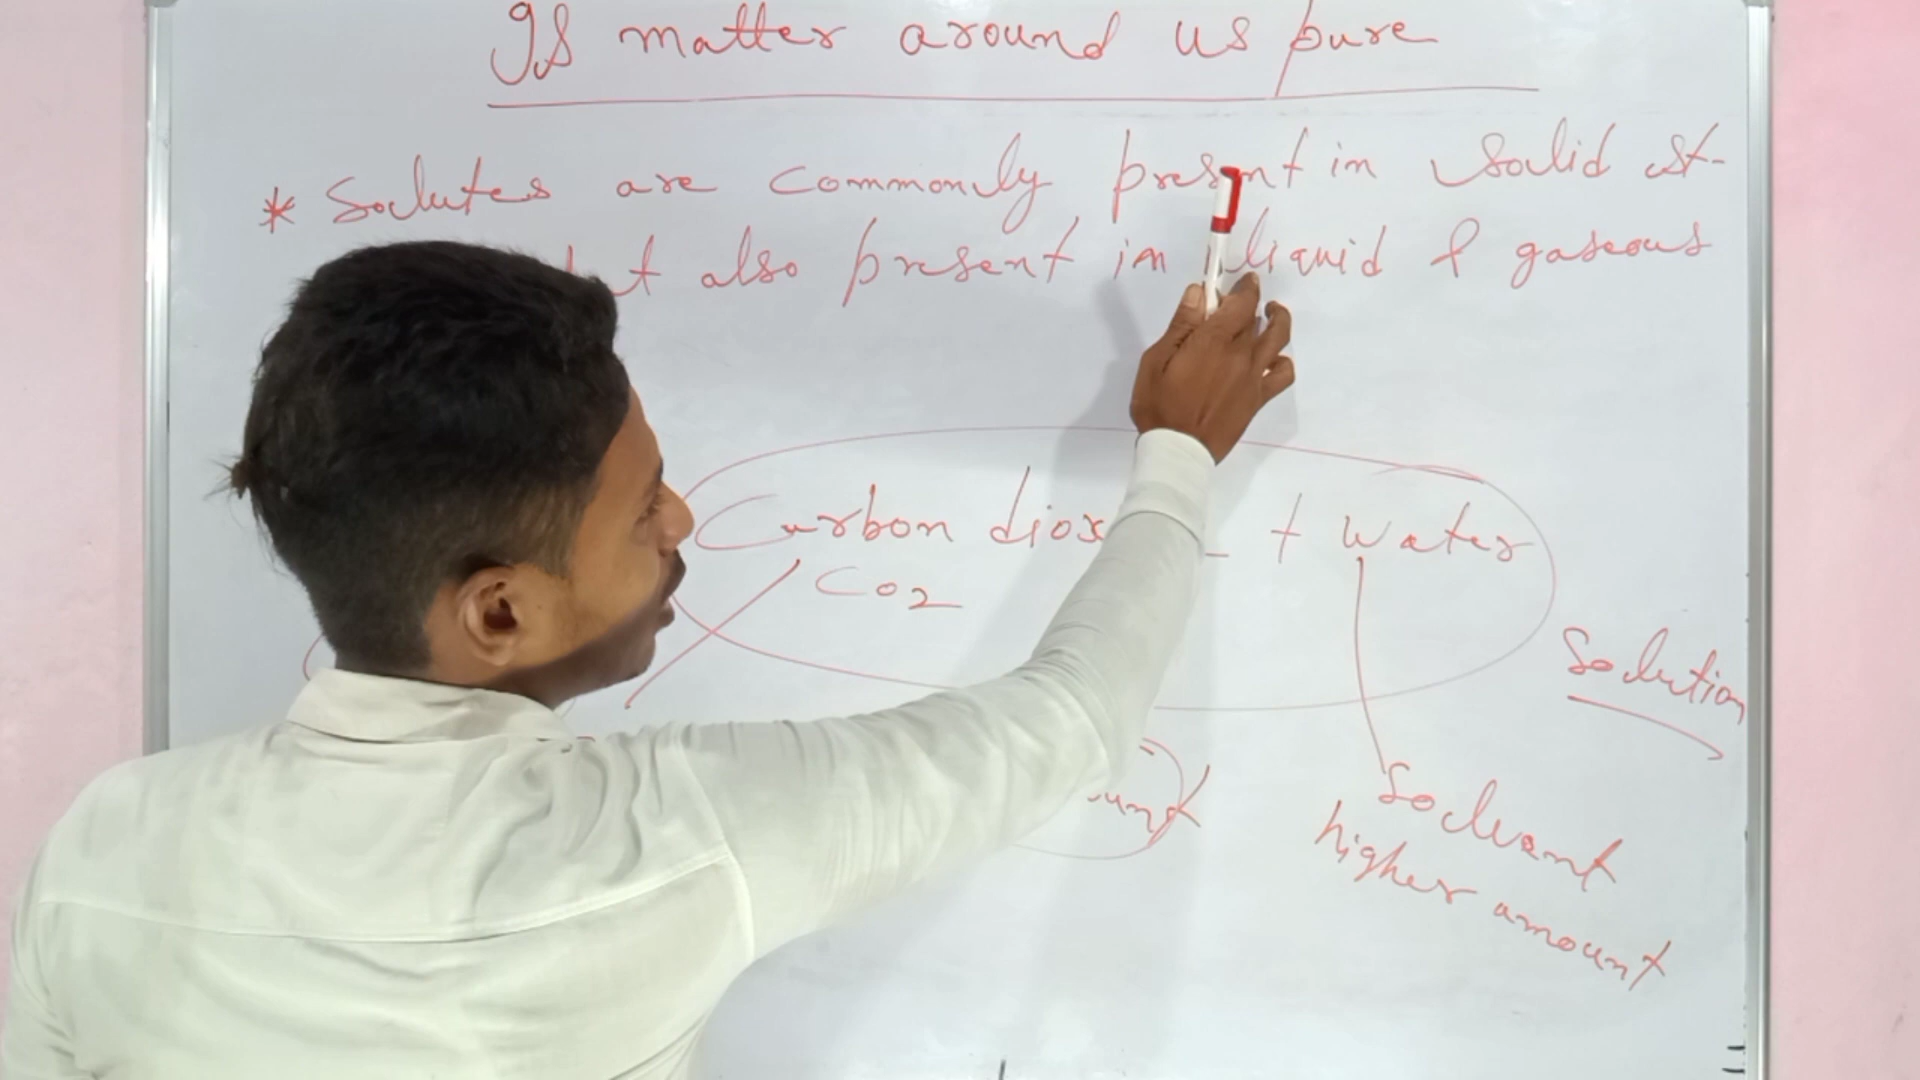 Is matter around us pure
* Solutes are commonly present in solid st-
also present in liquid & gaseous
Carbon + Water
CO2
Solution
Solvent
higher amount